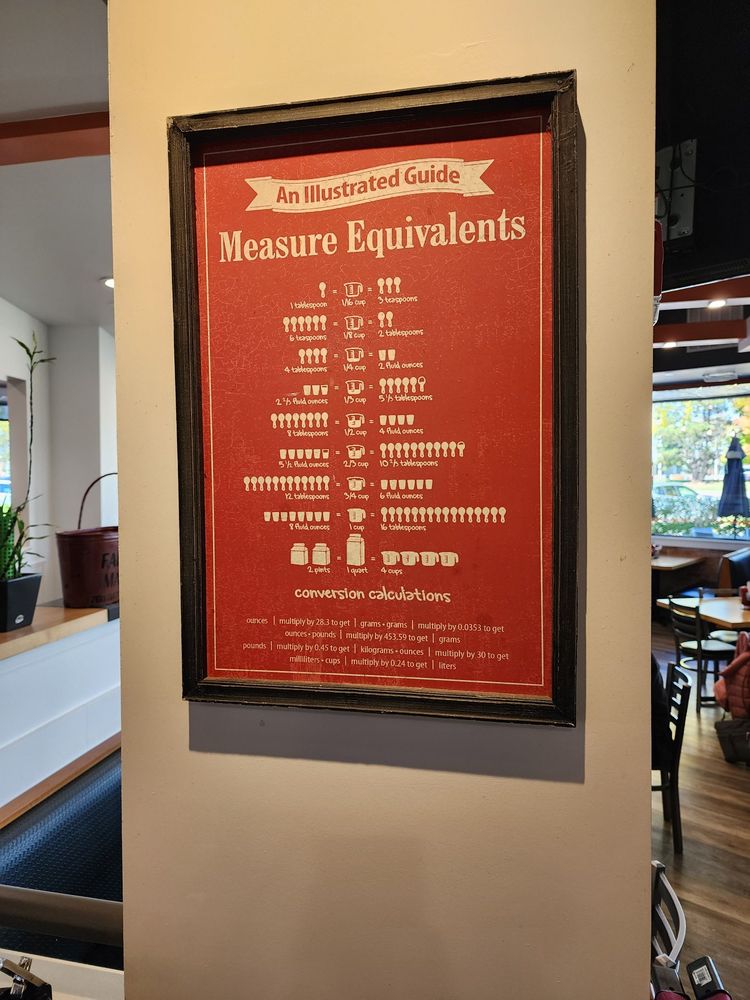 An Illustrated Guide
Measure Equivalents
1 tablespoon = 1/16 cup = 3 teaspoons
6 teaspoons = 1/8 cup = 2 tablespoons
4 tablespoons = 1/4 cup = 2 fluid ounces
2 2/3 fluid ounces = 1/3 cup = 5 1/3 tablespoons
8 tablespoons = 1/2 cup = 4 fluid ounces
5 1/2 fluid ounces = 2/3 cup = 10 2/3 tablespoons
12 tablespoons = 3/4 cup = 6 fluid ounces
8 fluid ounces = 1 cup = 16 tablespoons
2 pints = 1 quart = 4 cups
conversion calculations
ounces | multiply by 28.3 to get | grams • grams | multiply by 0.0353 to get
ounces • pounds | multiply by 453.59 to get | grams
pounds | multiply by 0.45 to get | kilograms • ounces | multiply by 30 to get
milliliters • cups | multiply by 0.24 to get | liters
FA
MA